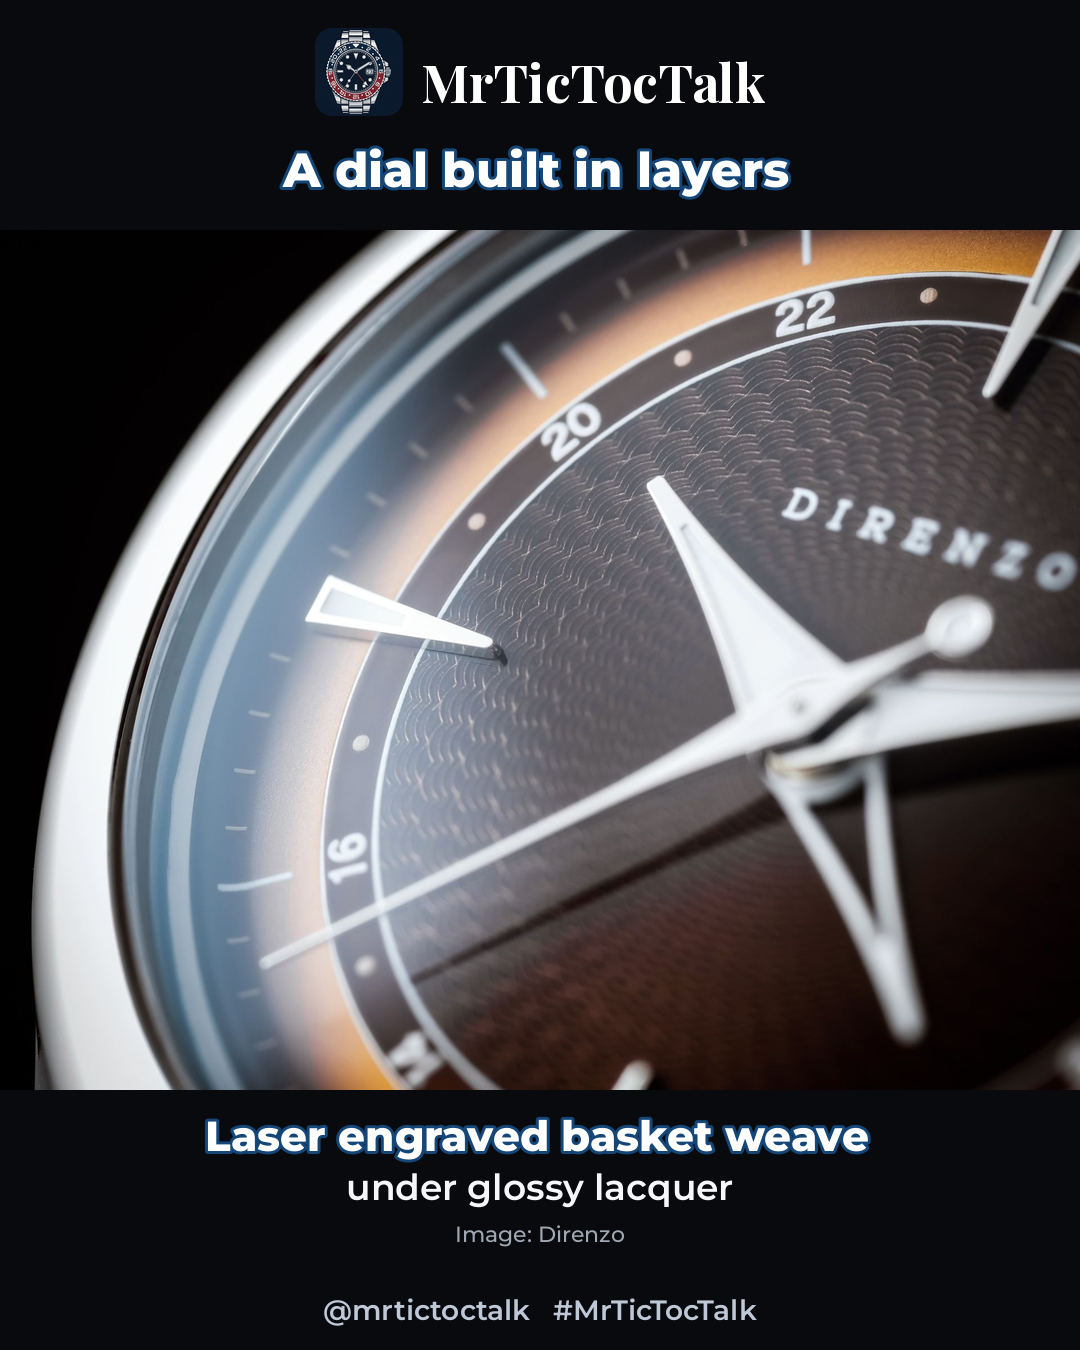 MrTicTocTalk
A dial built in layers
22
20
DIRENZO
16
Laser engraved basket weave
under glossy lacquer
Image: Direnzo
@mrtictoctalk #MrTicTocTalk